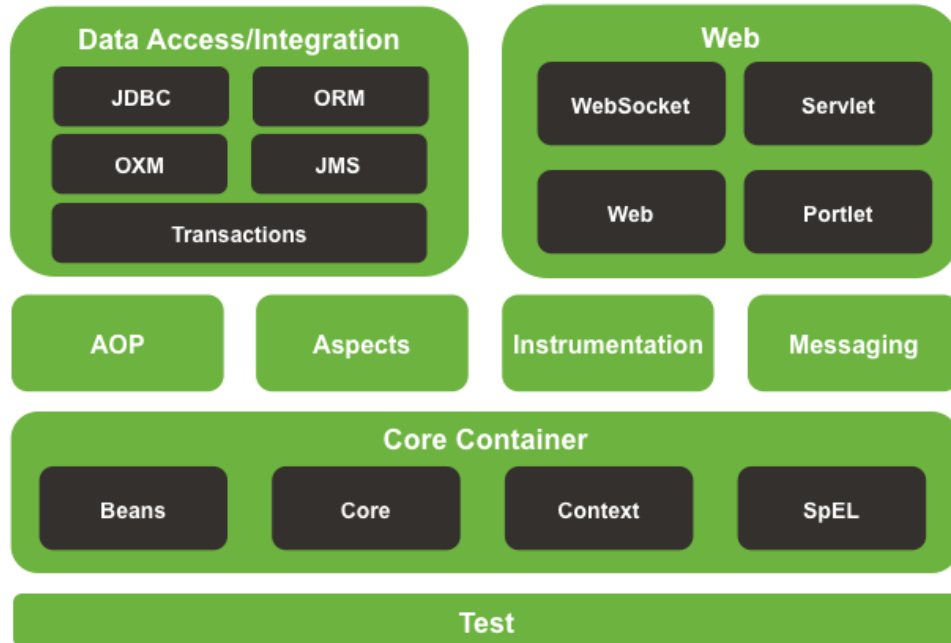 Data Access/Integration
JDBC
ORM
OXM
JMS
Transactions
Web
WebSocket
Servlet
Web
Portlet
AOP
Aspects
Instrumentation
Messaging
Core Container
Beans
Core
Context
SpEL
Test